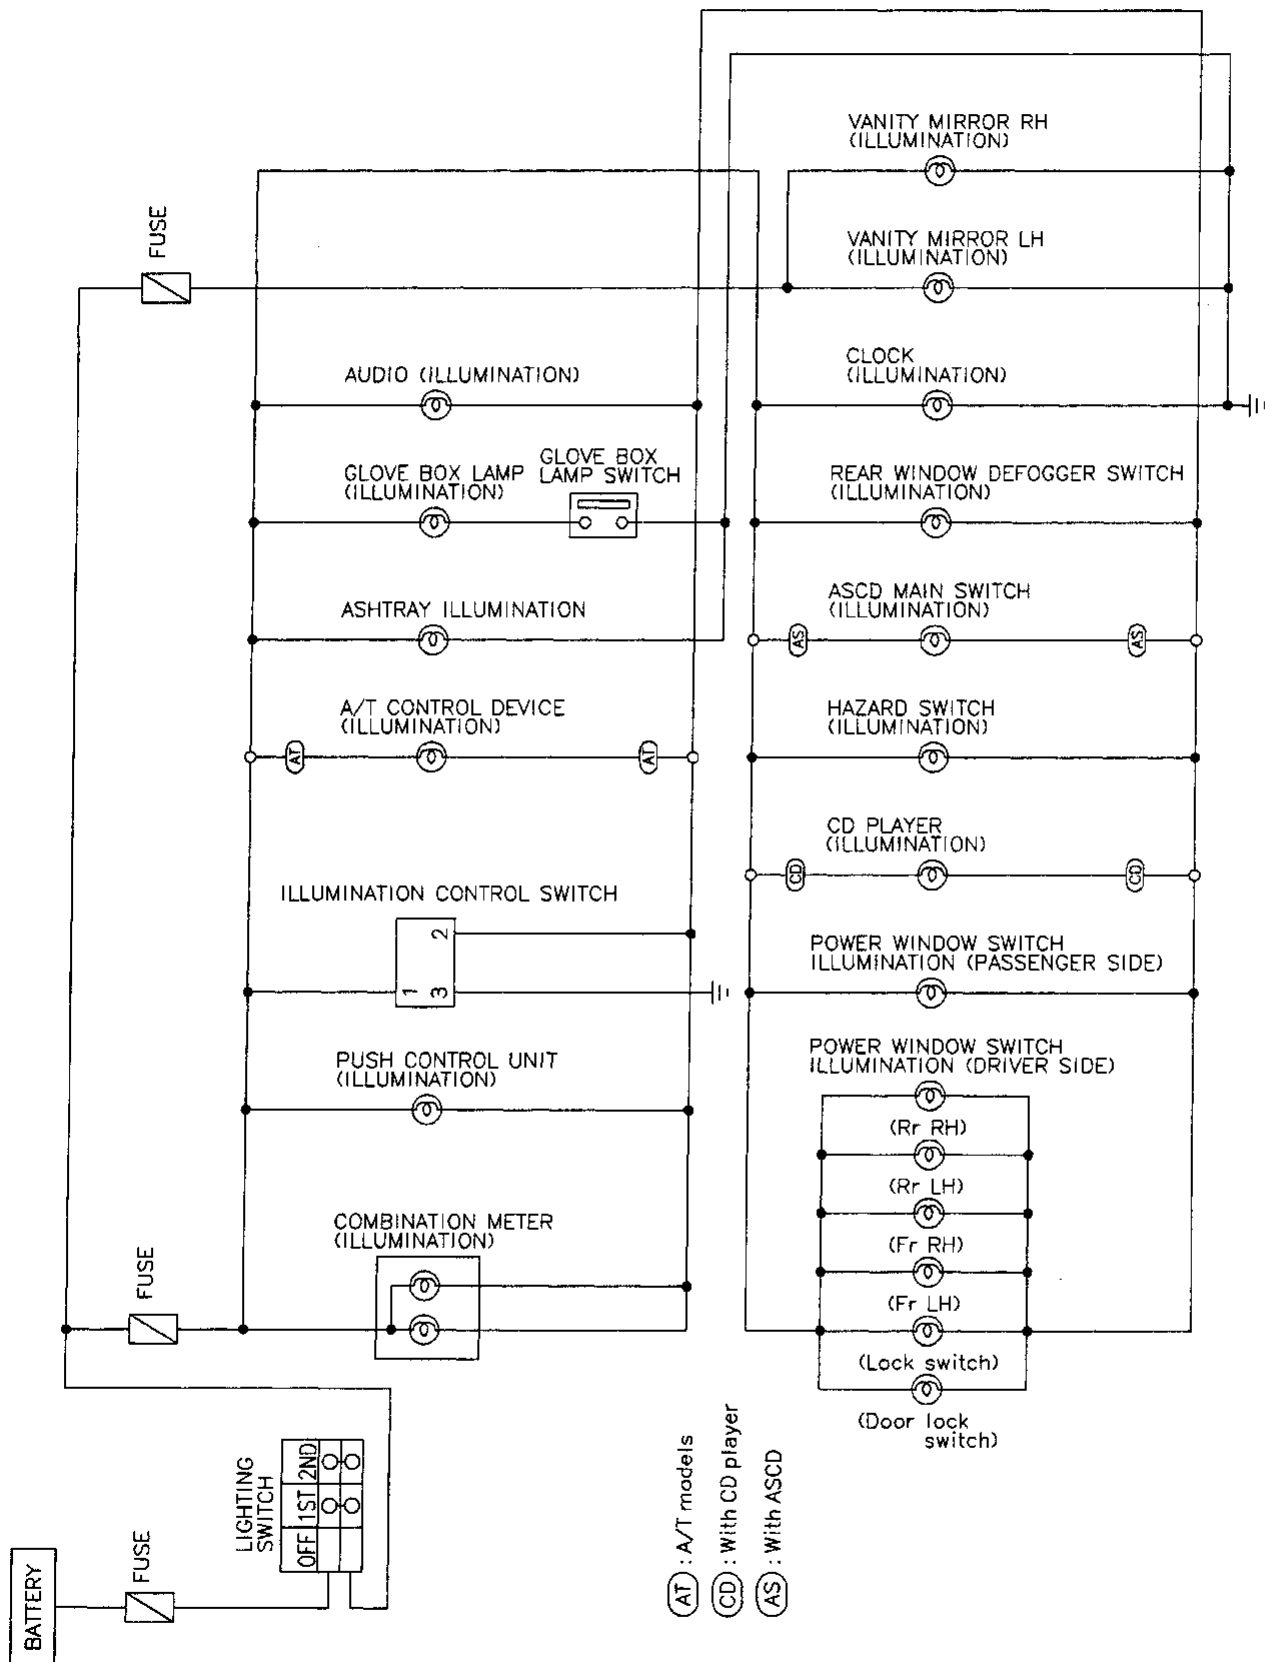 VANITY MIRROR RH
(ILLUMINATION)
FUSE
VANITY MIRROR LH
(ILLUMINATION)
AUDIO (ILLUMINATION)
CLOCK
(ILLUMINATION)
GLOVE BOX LAMP
(ILLUMINATION)
GLOVE BOX
LAMP SWITCH
REAR WINDOW DEFOGGER SWITCH
(ILLUMINATION)
ASHTRAY ILLUMINATION
ASCD MAIN SWITCH
(ILLUMINATION)
AS
AS
A/T CONTROL DEVICE
(ILLUMINATION)
AT
AT
HAZARD SWITCH
(ILLUMINATION)
CD PLAYER
(ILLUMINATION)
CD
CD
ILLUMINATION CONTROL SWITCH
2
1
3
POWER WINDOW SWITCH
ILLUMINATION (PASSENGER SIDE)
PUSH CONTROL UNIT
(ILLUMINATION)
POWER WINDOW SWITCH
ILLUMINATION (DRIVER SIDE)
(Rr RH)
(Rr LH)
(Fr RH)
(Fr LH)
(Lock switch)
(Door lock
switch)
COMBINATION METER
(ILLUMINATION)
FUSE
LIGHTING
SWITCH
OFF 1ST 2ND
FUSE
BATTERY
AT : A/T models
CD : With CD player
AS : With ASCD